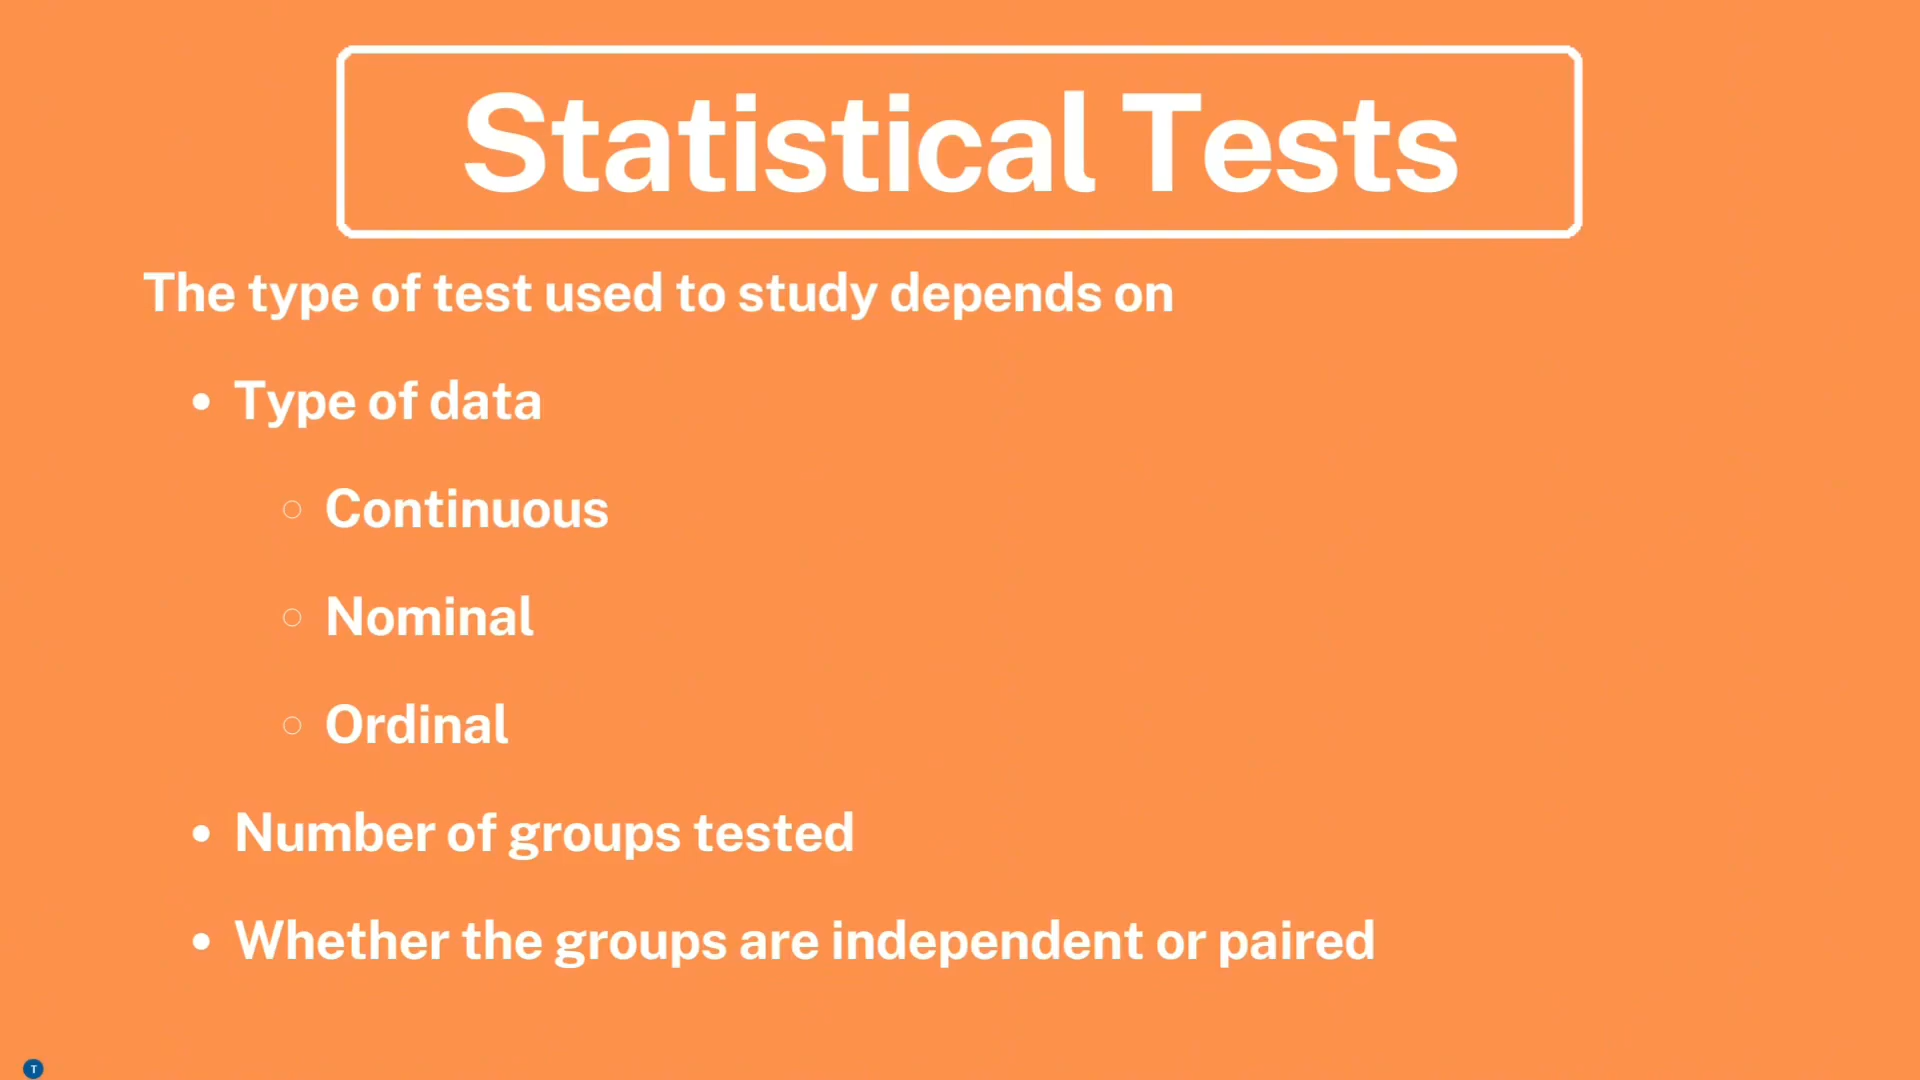 Statistical Tests
The type of test used to study depends on
Type of data
Continuous
Nominal
Ordinal
Number of groups tested
Whether the groups are independent or paired
T